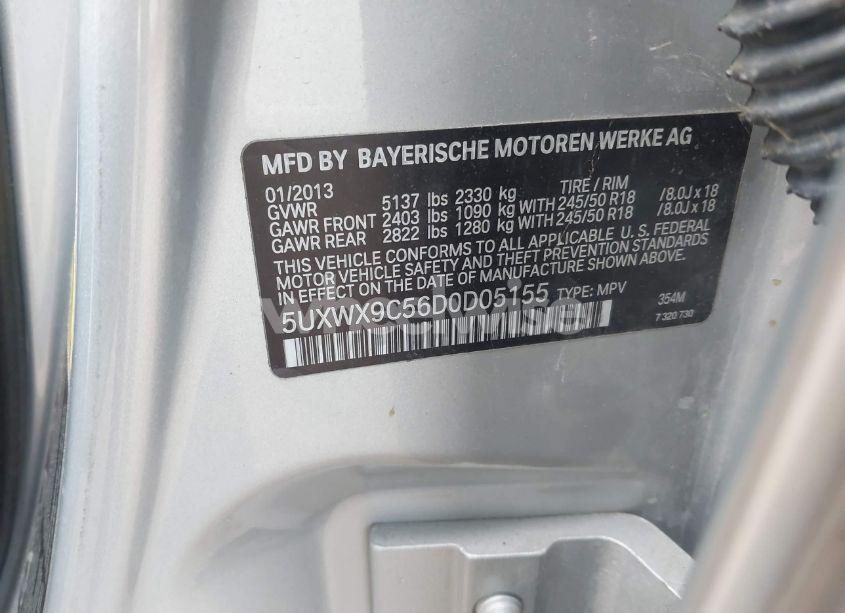 MFD BY BAYERISCHE MOTOREN WERKE AG
01/2013 TIRE / RIM
GVWR 5137 lbs 2330 kg
GAWR FRONT 2403 lbs 1090 kg WITH 245/50 R18 /8.0J x 18
GAWR REAR 2822 lbs 1280 kg WITH 245/50 R18 /8.0J x 18
THIS VEHICLE CONFORMS TO ALL APPLICABLE U. S. FEDERAL
MOTOR VEHICLE SAFETY AND THEFT PREVENTION STANDARDS
IN EFFECT ON THE DATE OF MANUFACTURE SHOWN ABOVE.
5UXWX9C56D0D05155 TYPE: MPV 354M
7 320 730